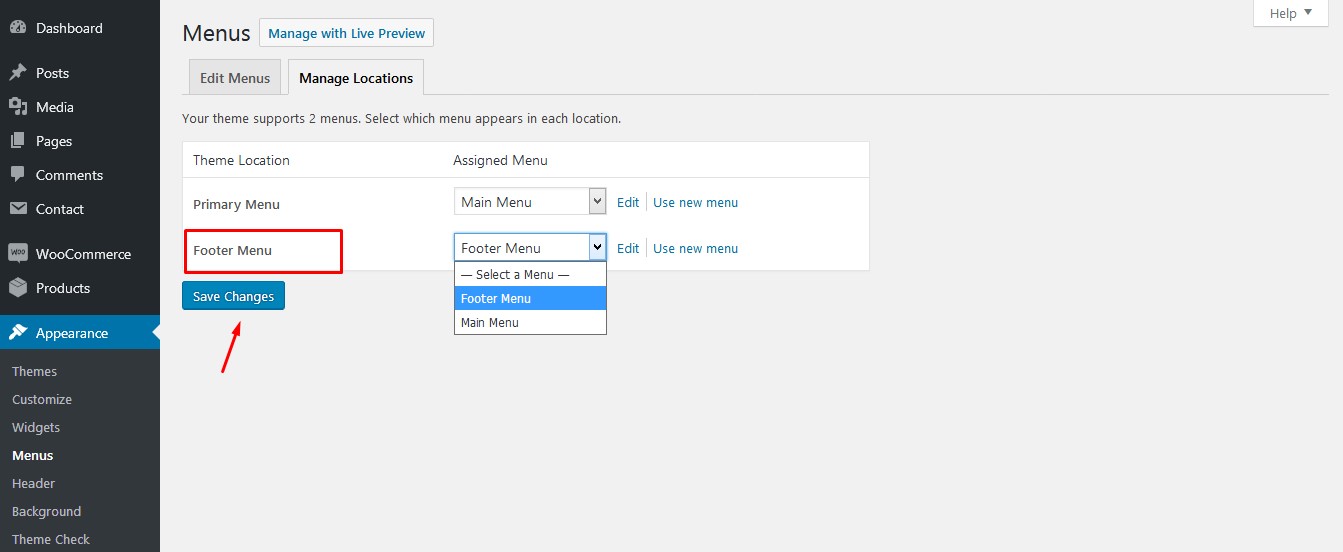 Dashboard
Posts
Media
Pages
Comments
Contact
WOO WooCommerce
Products
Appearance
Themes
Customize
Widgets
Menus
Header
Background
Theme Check
Help
Menus Manage with Live Preview
Edit Menus Manage Locations
Your theme supports 2 menus. Select which menu appears in each location.
Theme Location Assigned Menu
Primary Menu Main Menu Edit Use new menu
Footer Menu Footer Menu Edit Use new menu
— Select a Menu —
Footer Menu
Main Menu
Save Changes